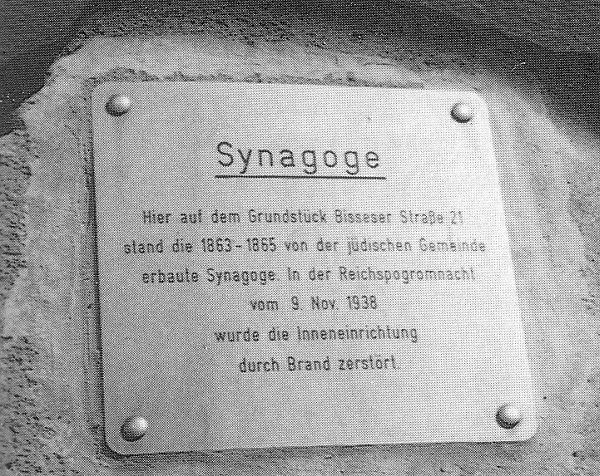 Synagoge
Hier auf dem Grundstück Bisseser Straße 21
stand die 1863-1865 von der jüdischen Gemeinde
erbaute Synagoge. In der Reichspogromnacht
vom 9. Nov. 1938
wurde die Inneneinrichtung
durch Brand zerstört.